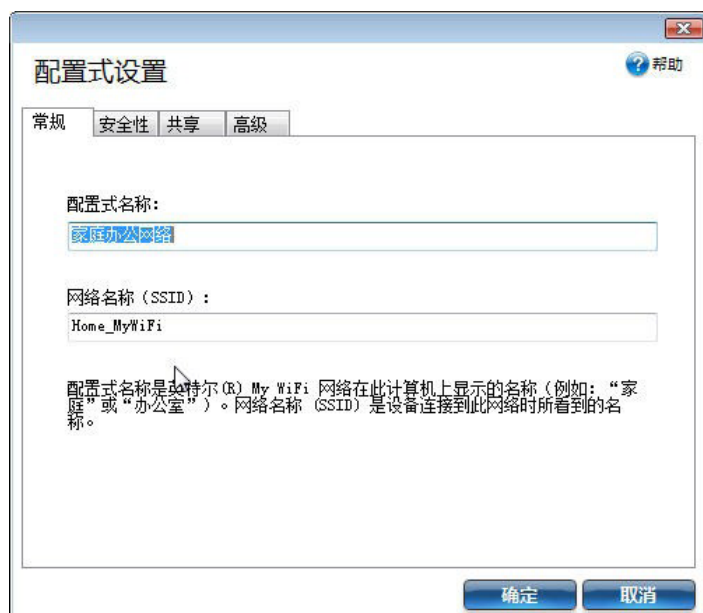 配置式设置
帮助
常规 安全性 共享 高级
配置式名称：
家庭办公网络
网络名称（SSID）：
Home_MyWiFi
配置式名称是英特尔(R) My WiFi 网络在此计算机上显示的名称（例如：“家
庭”或“办公室”）。网络名称（SSID）是设备连接到此网络时所看到的名
称。
确定 取消